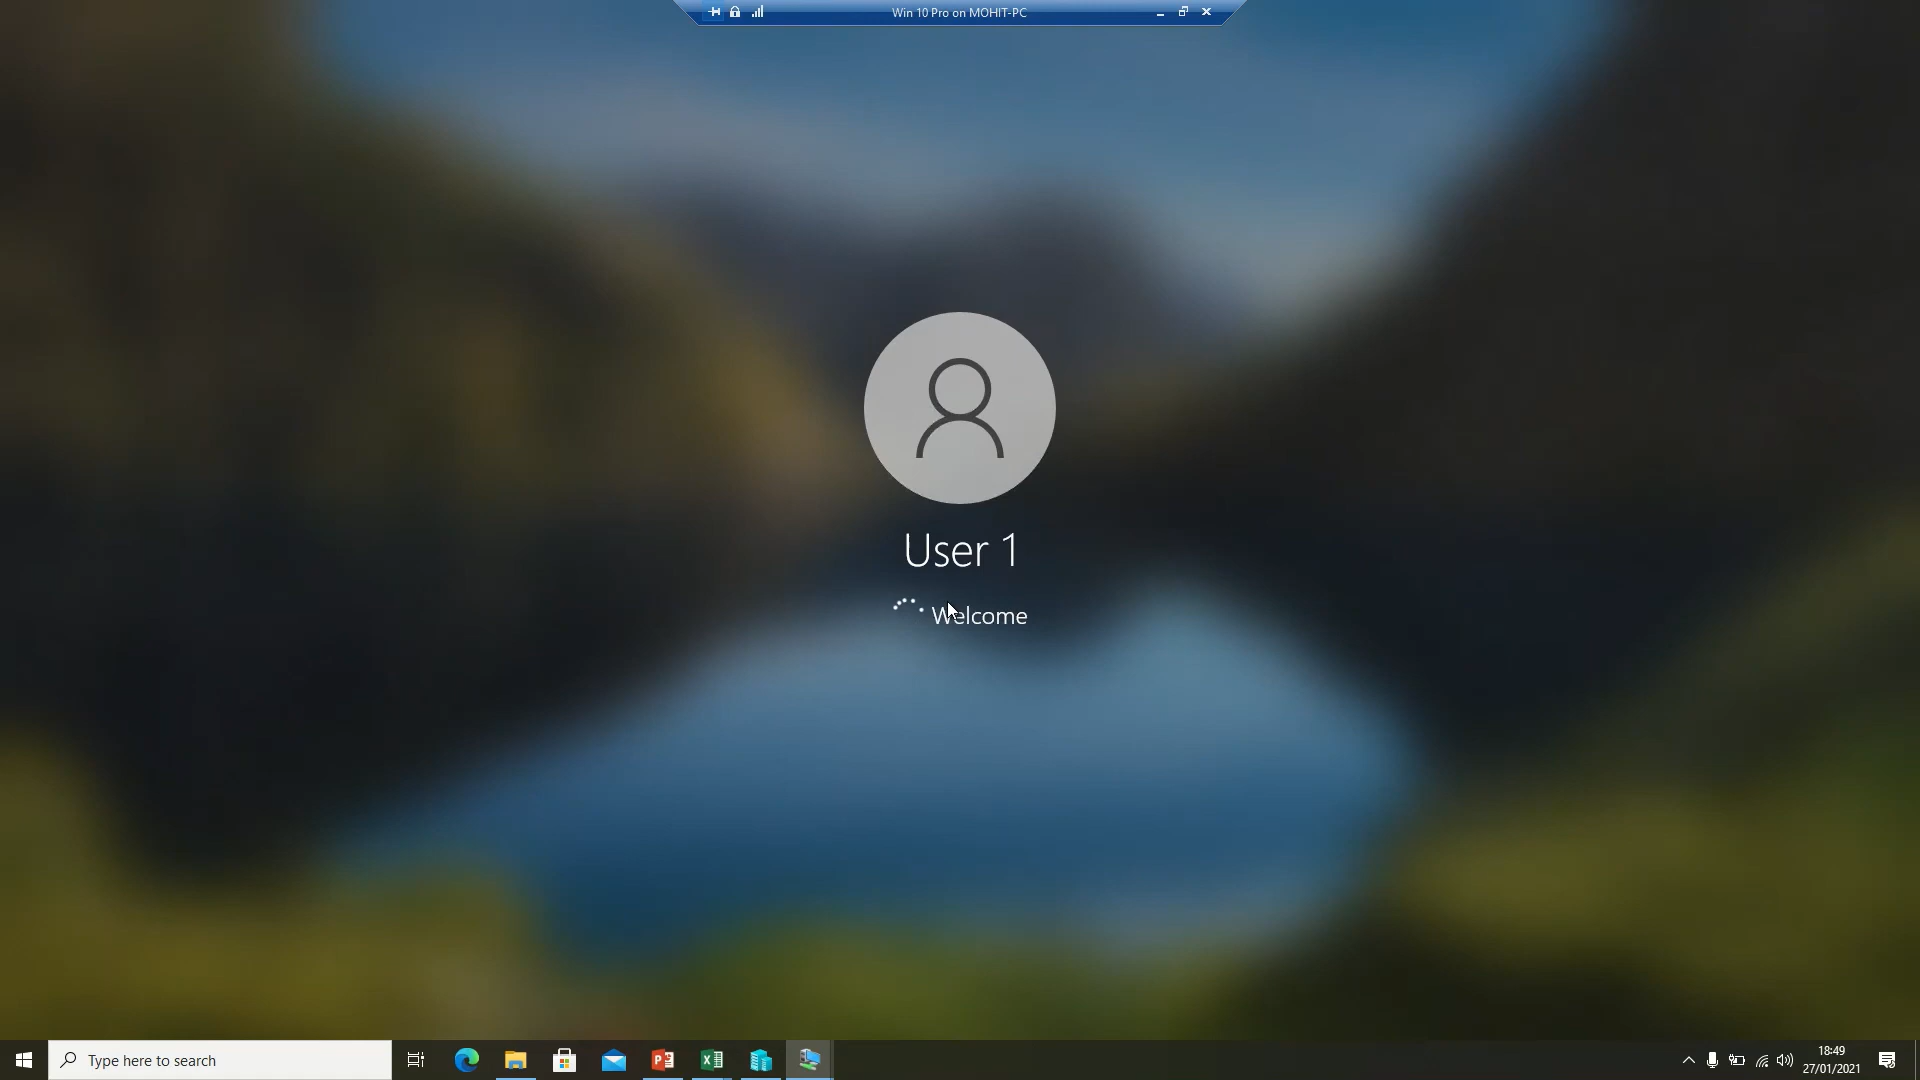 Win 10 Pro on MOHIT-PC
User 1
Welcome
Type here to search
18:49
27/01/2021